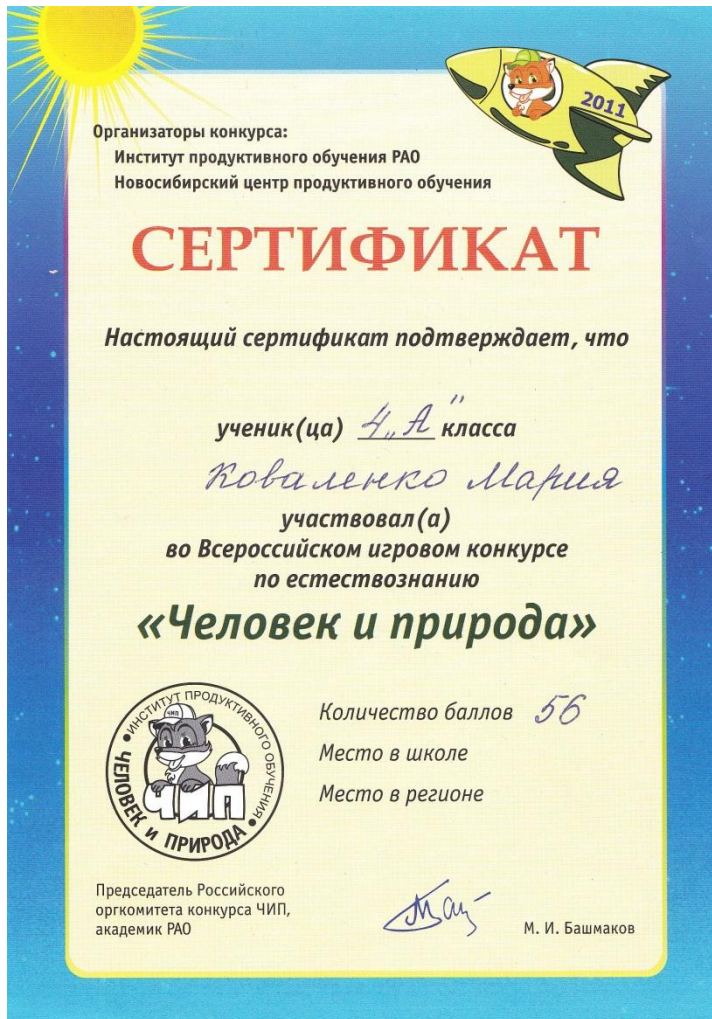 2011
Организаторы конкурса:
Институт продуктивного обучения РАО
Новосибирский центр продуктивного обучения
СЕРТИФИКАТ
Настоящий сертификат подтверждает, что
ученик(ца) 4 „А" класса
Коваленко Мария
участвовал(а)
во Всероссийском игровом конкурсе
по естествознанию
«Человек и природа»
ИНСТИТУТ ПРОДУКТИВНОГО ОБУЧЕНИЯ
ЧИП
ЧИП
ЧЕЛОВЕК И ПРИРОДА
Количество баллов 56
Место в школе
Место в регионе
Председатель Российского
оргкомитета конкурса ЧИП,
академик РАО
М. И. Башмаков